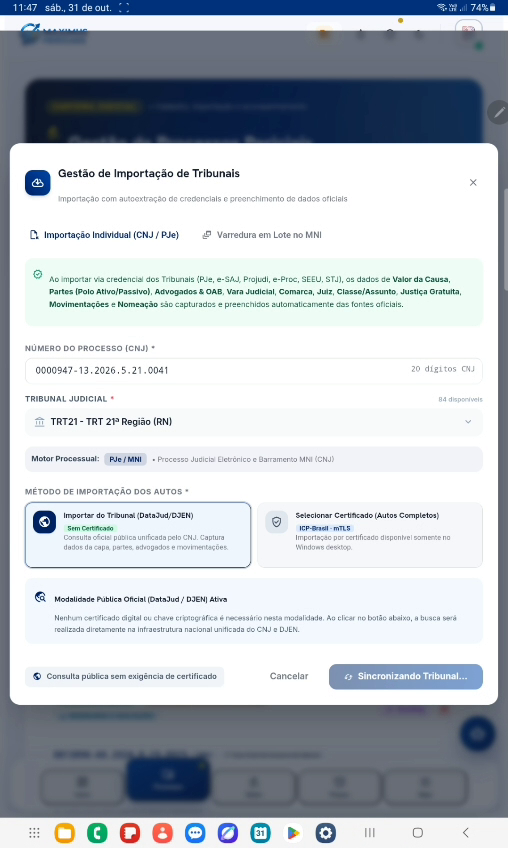 11:47 sáb., 31 de out.
74%
MAXIMUS
Gestão de Importação de Tribunais
Importação com autoextração de credenciais e preenchimento de dados oficiais
Importação Individual (CNJ / PJe)
Varredura em Lote no MNI
Ao importar via credencial dos Tribunais (PJe, e-SAJ, Projudi, e-Proc, SEEU, STJ), os dados de Valor da Causa,
Partes (Polo Ativo/Passivo), Advogados & OAB, Vara Judicial, Comarca, Juiz, Classe/Assunto, Justiça Gratuita,
Movimentações e Nomeação são capturados e preenchidos automaticamente das fontes oficiais.
NÚMERO DO PROCESSO (CNJ) *
0000947-13.2026.5.21.0041
20 dígitos CNJ
TRIBUNAL JUDICIAL *
84 disponíveis
TRT21 - TRT 21ª Região (RN)
Motor Processual: PJe / MNI • Processo Judicial Eletrônico e Barramento MNI (CNJ)
MÉTODO DE IMPORTAÇÃO DOS AUTOS *
Importar do Tribunal (DataJud/DJEN)
Sem Certificado
Consulta oficial pública unificada pelo CNJ. Captura
dados da capa, partes, advogados e movimentações.
Selecionar Certificado (Autos Completos)
ICP-Brasil · mTLS
Importação por certificado disponível somente no
Windows desktop.
Modalidade Pública Oficial (DataJud / DJEN) Ativa
Nenhum certificado digital ou chave criptográfica é necessário nesta modalidade. Ao clicar no botão abaixo, a busca será
realizada diretamente na infraestrutura nacional unificada do CNJ e DJEN.
Consulta pública sem exigência de certificado
Cancelar
Sincronizando Tribunal...
31